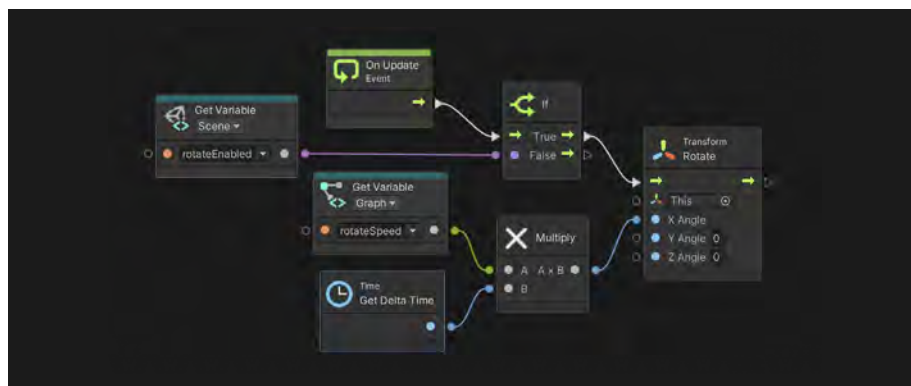 On Update
Event
Get Variable
Scene
rotateEnabled
If
True
False
Transform
Rotate
This
X Angle
Y Angle 0
Z Angle 0
Get Variable
Graph
rotateSpeed
Multiply
A A×B
B
Time
Get Delta Time